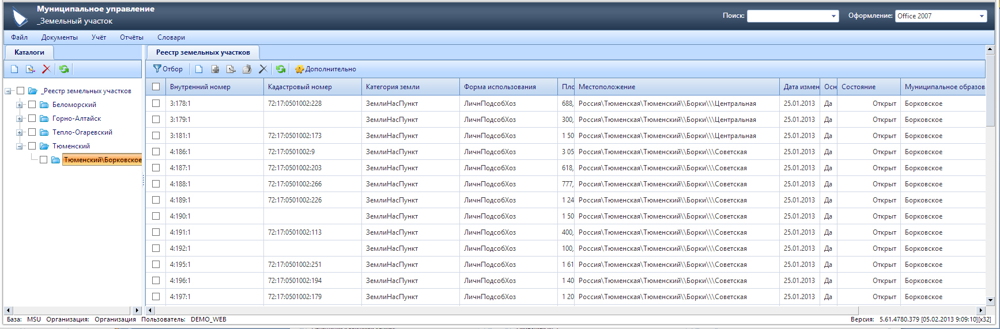 Муниципальное управление
_Земельный участок
Поиск: Оформление: Office 2007
Файл Документы Учёт Отчёты Словари
Каталоги
Реестр земельных участков
Отбор Дополнительно
_Реестр земельных участков
Беломорский
Горно-Алтайск
Тепло-Огаревский
Тюменский
Тюменский\Борковское
Внутренний номер Кадастровый номер Категория земли Форма использования Пло Местоположение Дата измен Осн Состояние Муниципальное образов
3:178:1 72:17:0501002:228 ЗемлиНасПункт ЛичнПодсобХоз 688, Россия\Тюменская\Тюменский\\Борки\\\Центральная 25.01.2013 Да Открыт Борковское
3:179:1 ЗемлиНасПункт ЛичнПодсобХоз 300, Россия\Тюменская\Тюменский\\Борки\\\Центральная 25.01.2013 Да Открыт Борковское
3:181:1 72:17:0501002:173 ЗемлиНасПункт ЛичнПодсобХоз 1 50 Россия\Тюменская\Тюменский\\Борки\\\Центральная 25.01.2013 Да Открыт Борковское
4:186:1 72:17:0501002:9 ЗемлиНасПункт ЛичнПодсобХоз 3 05 Россия\Тюменская\Тюменский\\Борки\\\Советская 25.01.2013 Да Открыт Борковское
4:187:1 72:17:0501002:203 ЗемлиНасПункт ЛичнПодсобХоз 618, Россия\Тюменская\Тюменский\\Борки\\\Советская 25.01.2013 Да Открыт Борковское
4:188:1 72:17:0501002:266 ЗемлиНасПункт ЛичнПодсобХоз 777, Россия\Тюменская\Тюменский\\Борки\\\Советская 25.01.2013 Да Открыт Борковское
4:189:1 72:17:0501002:226 ЗемлиНасПункт ЛичнПодсобХоз 1 24 Россия\Тюменская\Тюменский\\Борки\\\Советская 25.01.2013 Да Открыт Борковское
4:190:1 ЗемлиНасПункт ЛичнПодсобХоз 1 50 Россия\Тюменская\Тюменский\\Борки\\\Советская 25.01.2013 Да Открыт Борковское
4:191:1 72:17:0501002:113 ЗемлиНасПункт ЛичнПодсобХоз 400, Россия\Тюменская\Тюменский\\Борки\\\Советская 25.01.2013 Да Открыт Борковское
4:192:1 ЗемлиНасПункт ЛичнПодсобХоз 100, Россия\Тюменская\Тюменский\\Борки\\\Советская 25.01.2013 Да Открыт Борковское
4:195:1 72:17:0501002:251 ЗемлиНасПункт ЛичнПодсобХоз 1 61 Россия\Тюменская\Тюменский\\Борки\\\Советская 25.01.2013 Да Открыт Борковское
4:196:1 72:17:0501002:194 ЗемлиНасПункт ЛичнПодсобХоз 1 40 Россия\Тюменская\Тюменский\\Борки\\\Советская 25.01.2013 Да Открыт Борковское
4:197:1 72:17:0501002:179 ЗемлиНасПункт ЛичнПодсобХоз 1 20 Россия\Тюменская\Тюменский\\Борки\\\Советская 25.01.2013 Да Открыт Борковское
База: MSU Организация: Организация Пользователь: DEMO_WEB Версия: 5.61.4780.379 [05.02.2013 9:09:10][x32]